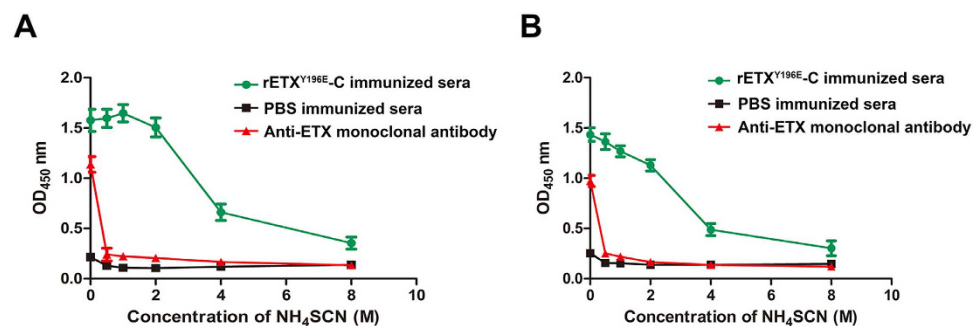 A
2.0
1.5
1.0
0.5
0.0
OD450 nm
0
2
4
6
8
10
Concentration of NH4SCN (M)
rETXY196E-C immunized sera
PBS immunized sera
Anti-ETX monoclonal antibody
B
2.0
1.5
1.0
0.5
0.0
OD450 nm
0
2
4
6
8
10
Concentration of NH4SCN (M)
rETXY196E-C immunized sera
PBS immunized sera
Anti-ETX monoclonal antibody